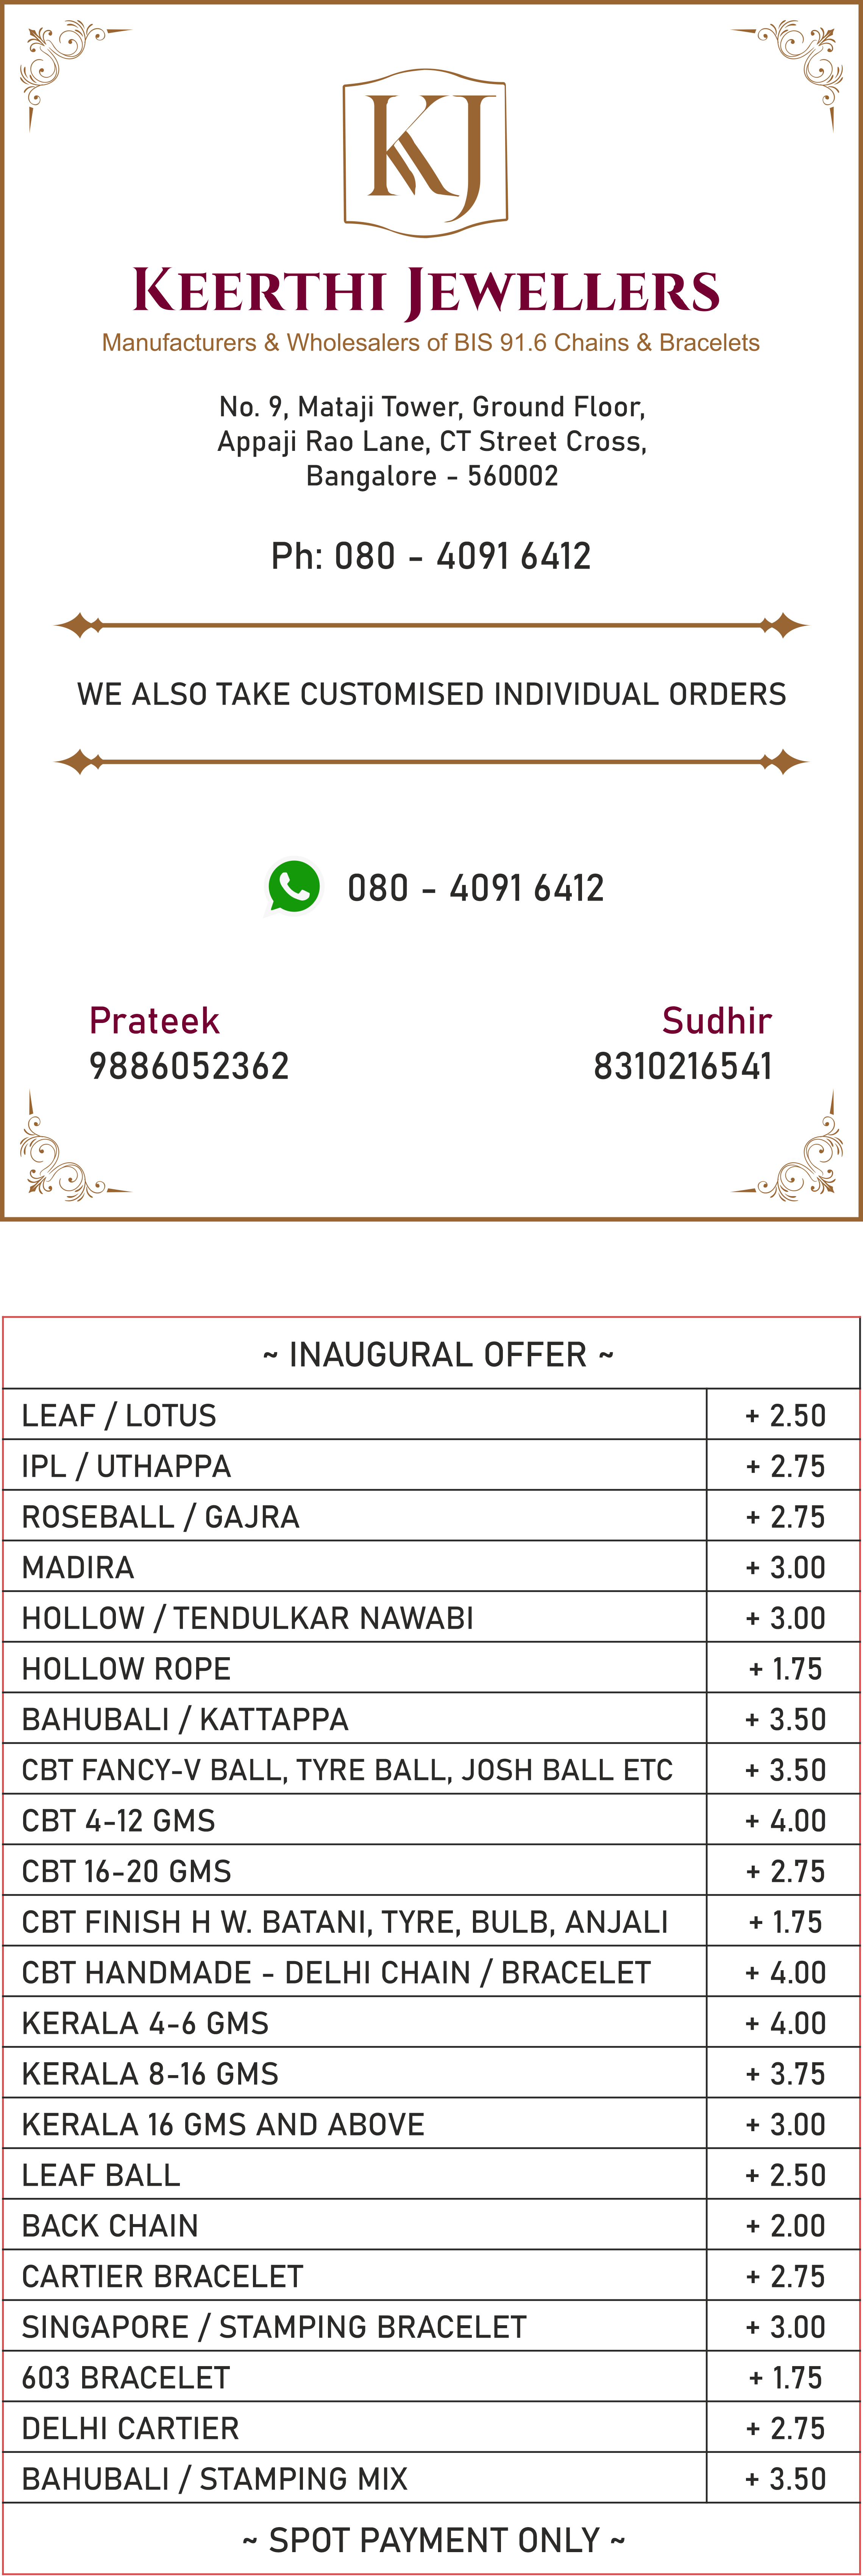 KJ
KEERTHI JEWELLERS
Manufacturers & Wholesalers of BIS 91.6 Chains & Bracelets
No. 9, Mataji Tower, Ground Floor,
Appaji Rao Lane, CT Street Cross,
Bangalore - 560002
Ph: 080 - 4091 6412
WE ALSO TAKE CUSTOMISED INDIVIDUAL ORDERS
080 - 4091 6412
Prateek Sudhir
9886052362 8310216541
~ INAUGURAL OFFER ~
LEAF / LOTUS + 2.50
IPL / UTHAPPA + 2.75
ROSEBALL / GAJRA + 2.75
MADIRA + 3.00
HOLLOW / TENDULKAR NAWABI + 3.00
HOLLOW ROPE + 1.75
BAHUBALI / KATTAPPA + 3.50
CBT FANCY-V BALL, TYRE BALL, JOSH BALL ETC + 3.50
CBT 4-12 GMS + 4.00
CBT 16-20 GMS + 2.75
CBT FINISH H W. BATANI, TYRE, BULB, ANJALI + 1.75
CBT HANDMADE - DELHI CHAIN / BRACELET + 4.00
KERALA 4-6 GMS + 4.00
KERALA 8-16 GMS + 3.75
KERALA 16 GMS AND ABOVE + 3.00
LEAF BALL + 2.50
BACK CHAIN + 2.00
CARTIER BRACELET + 2.75
SINGAPORE / STAMPING BRACELET + 3.00
603 BRACELET + 1.75
DELHI CARTIER + 2.75
BAHUBALI / STAMPING MIX + 3.50
~ SPOT PAYMENT ONLY ~